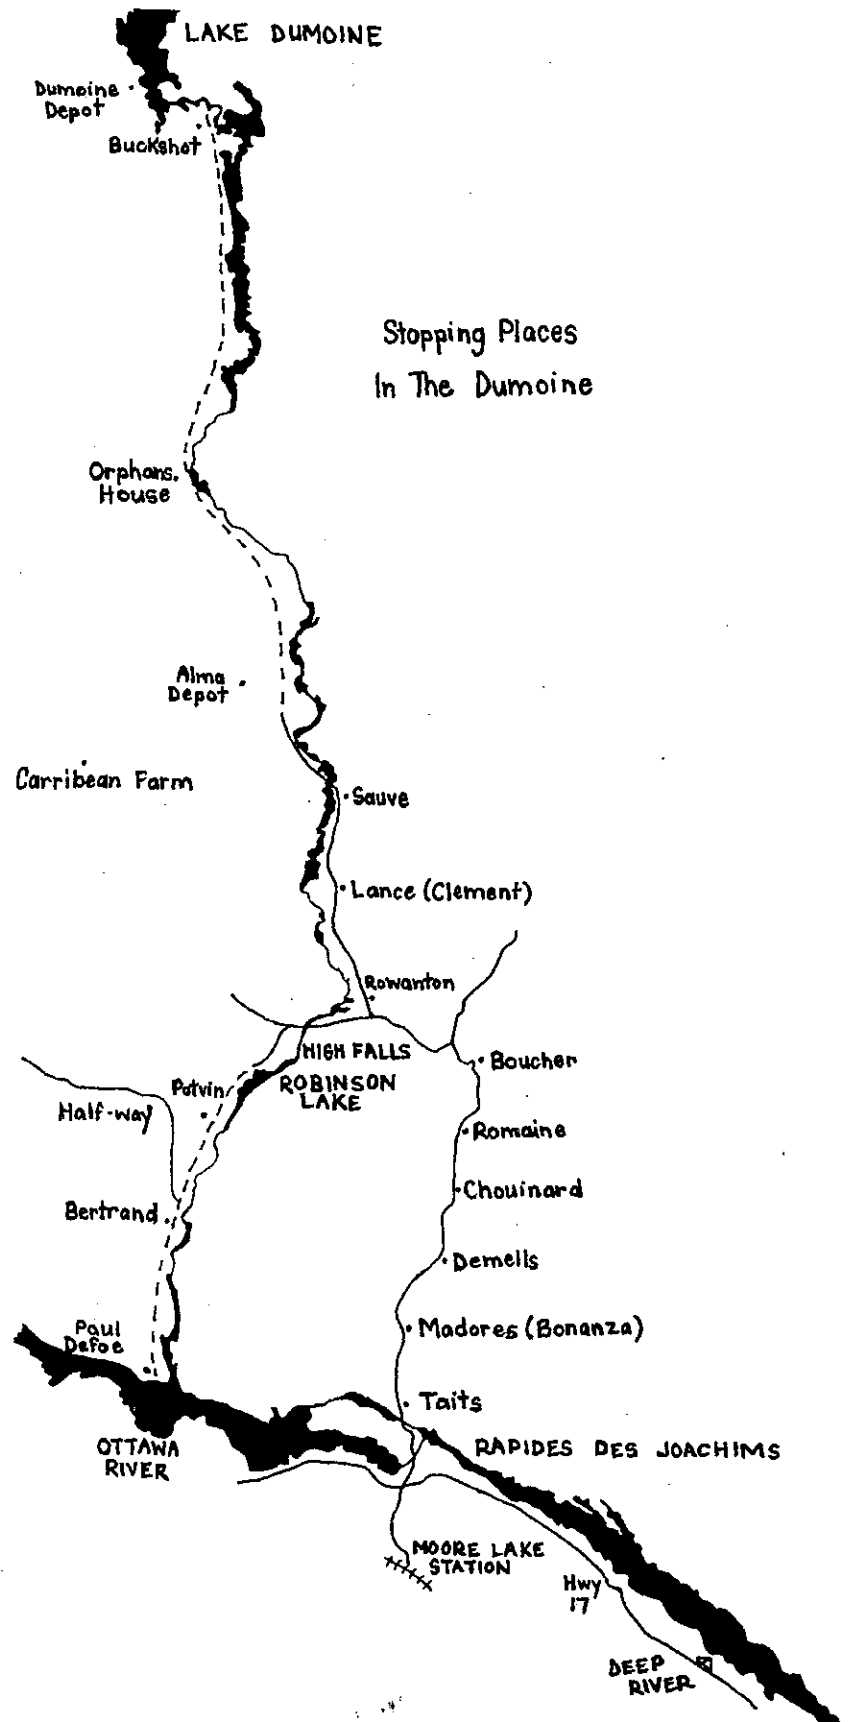 LAKE DUMOINE
Dumoine
Depot
Buckshot
Stopping Places
In The Dumoine
Orphans.
House
Alma
Depot
Carribean Farm
Sauve
Lance (Clement)
Rowanton
HIGH FALLS
Boucher
Potvin
ROBINSON
LAKE
Half-way
Romaine
Chouinard
Bertrand
Demells
Paul
Defoe
Madores (Bonanza)
Taits
OTTAWA
RIVER
RAPIDES DES JOACHIMS
MOORE LAKE
STATION
Hwy
17
DEEP
RIVER